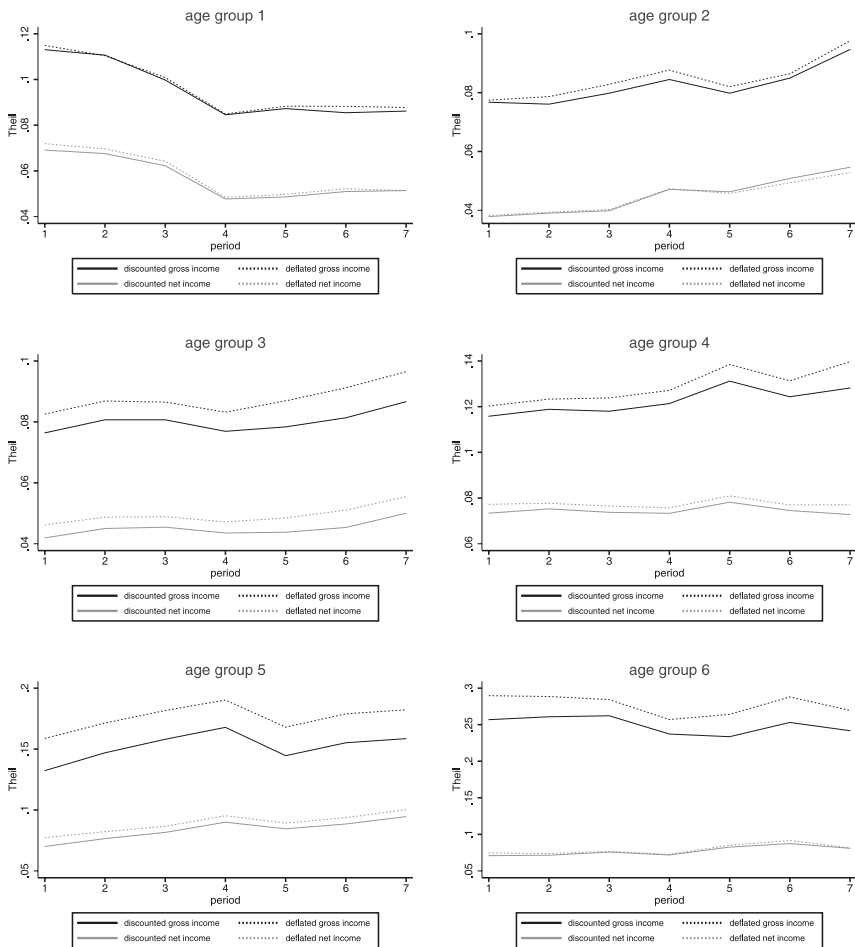 age group 1
.12
.1
.08
.06
.04
Theil
1 2 3 4 5 6 7
period
discounted gross income deflated gross income
discounted net income deflated net income
age group 2
.1
.08
.06
.04
Theil
1 2 3 4 5 6 7
period
discounted gross income deflated gross income
discounted net income deflated net income
age group 3
.1
.08
.06
.04
Theil
1 2 3 4 5 6 7
period
discounted gross income deflated gross income
discounted net income deflated net income
age group 4
.14
.12
.1
.08
.06
Theil
1 2 3 4 5 6 7
period
discounted gross income deflated gross income
discounted net income deflated net income
age group 5
.2
.15
.1
.05
Theil
1 2 3 4 5 6 7
period
discounted gross income deflated gross income
discounted net income deflated net income
age group 6
.3
.25
.2
.15
.1
.05
Theil
1 2 3 4 5 6 7
period
discounted gross income deflated gross income
discounted net income deflated net income